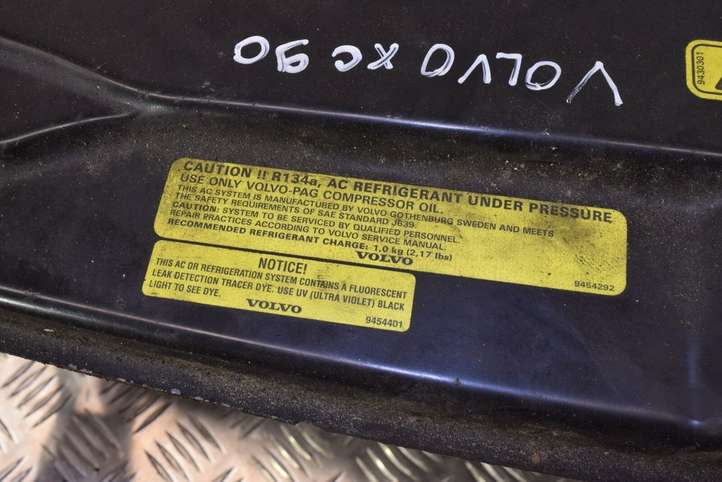 VOLVO XC 90
9430301
CAUTION !! R134a, AC REFRIGERANT UNDER PRESSURE
USE ONLY VOLVO-PAG COMPRESSOR OIL.
THIS AC SYSTEM IS MANUFACTURED BY VOLVO GOTHENBURG SWEDEN AND MEETS
THE SAFETY REQUIREMENTS OF SAE STANDARD J639.
CAUTION: SYSTEM TO BE SERVICED BY QUALIFIED PERSONNEL.
REPAIR PRACTICES ACCORDING TO VOLVO SERVICE MANUAL.
RECOMMENDED REFRIGERANT CHARGE: 1.0 kg (2,17 lbs)
VOLVO
9454292
NOTICE!
THIS AC OR REFRIGERATION SYSTEM CONTAINS A FLUORESCENT
LEAK DETECTION TRACER DYE. USE UV (ULTRA VIOLET) BLACK
LIGHT TO SEE DYE.
VOLVO
9454401